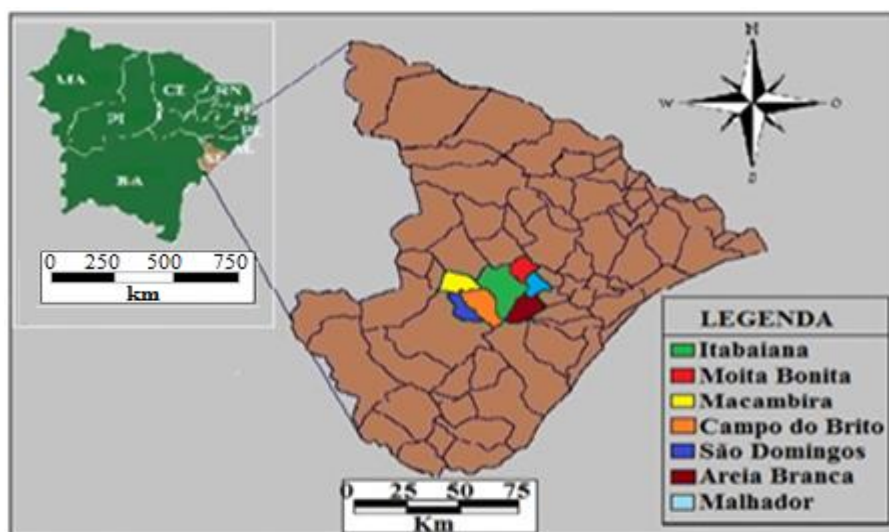 MA
CE
RN
PI
BA
0 250 500 750
km
N
W O
S
LEGENDA
Itabaiana
Moita Bonita
Macambira
Campo do Brito
São Domingos
Areia Branca
Malhador
0 25 50 75
Km